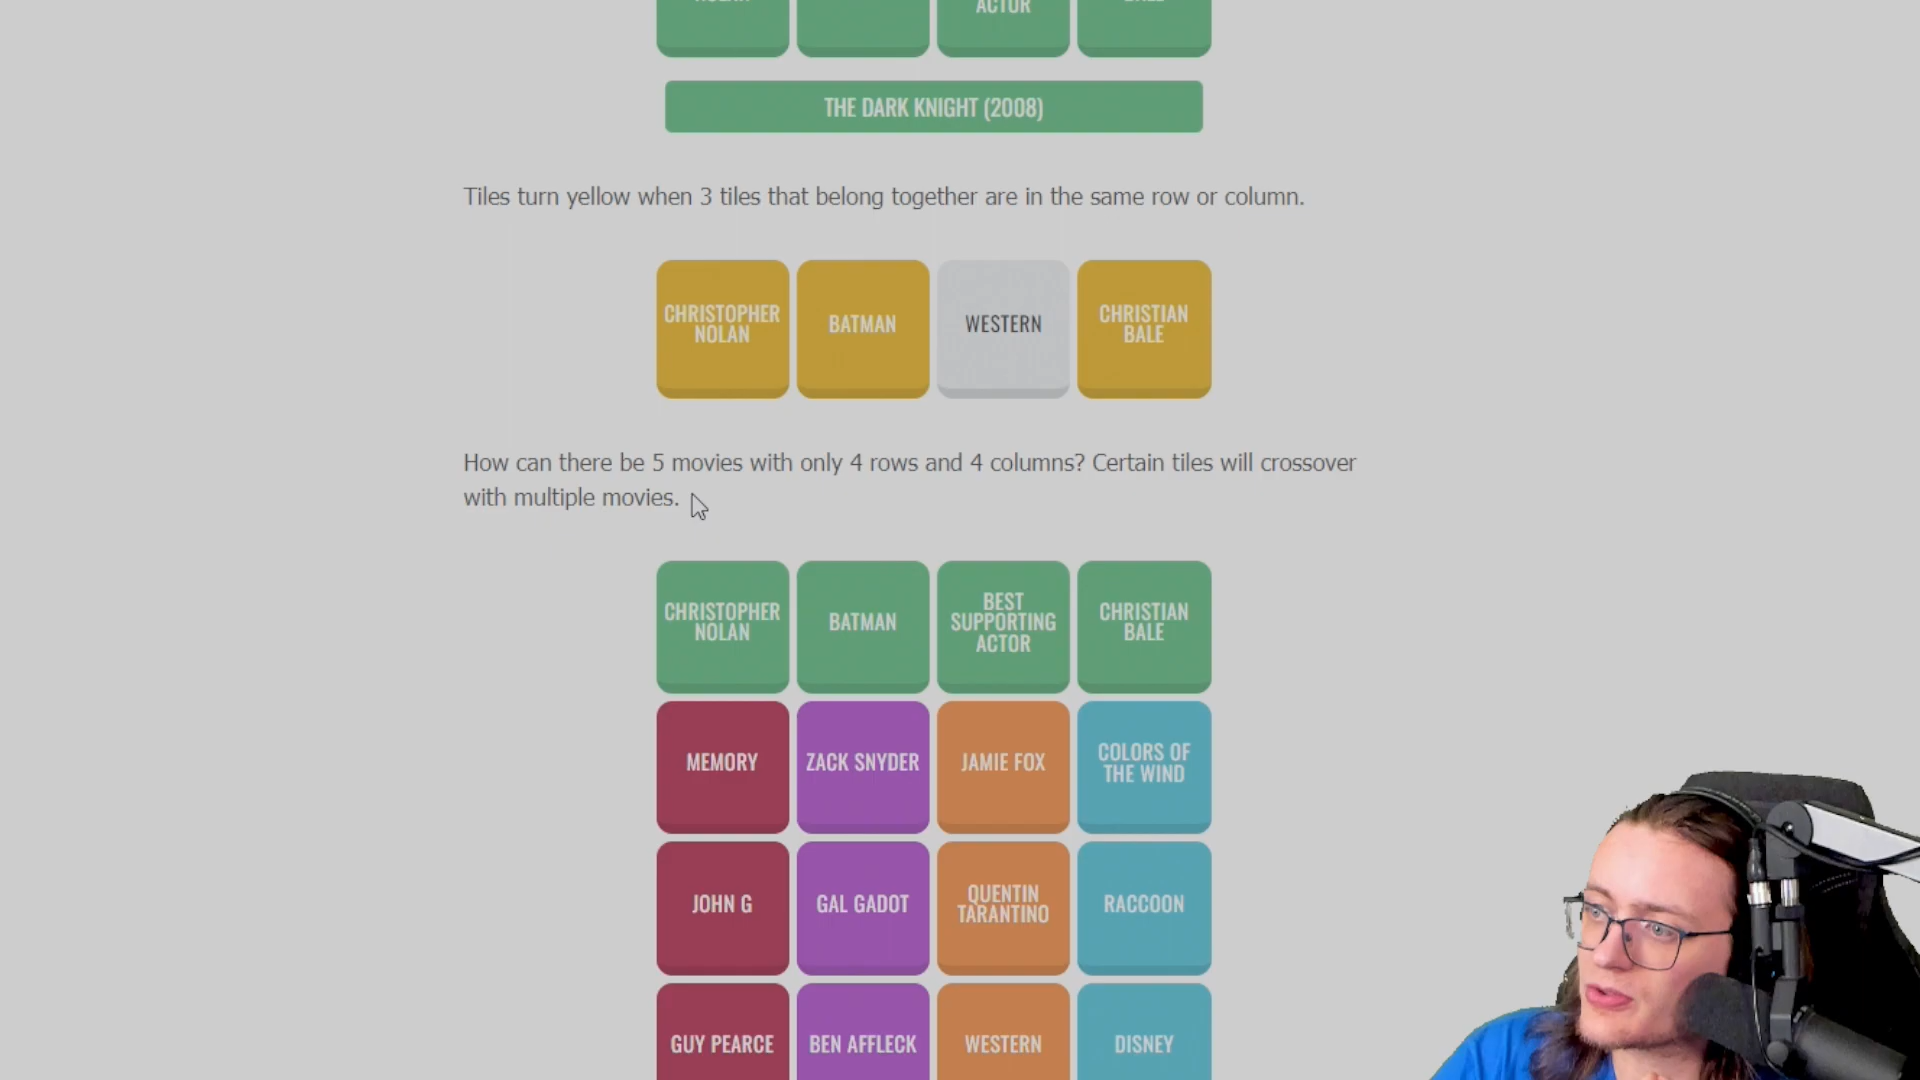 ACTOR
THE DARK KNIGHT (2008)
Tiles turn yellow when 3 tiles that belong together are in the same row or column.
CHRISTOPHER
NOLAN
BATMAN
WESTERN
CHRISTIAN
BALE
How can there be 5 movies with only 4 rows and 4 columns? Certain tiles will crossover
with multiple movies.
CHRISTOPHER
NOLAN
BATMAN
BEST
SUPPORTING
ACTOR
CHRISTIAN
BALE
MEMORY
ZACK SNYDER
JAMIE FOX
COLORS OF
THE WIND
JOHN G
GAL GADOT
QUENTIN
TARANTINO
RACCOON
GUY PEARCE
BEN AFFLECK
WESTERN
DISNEY